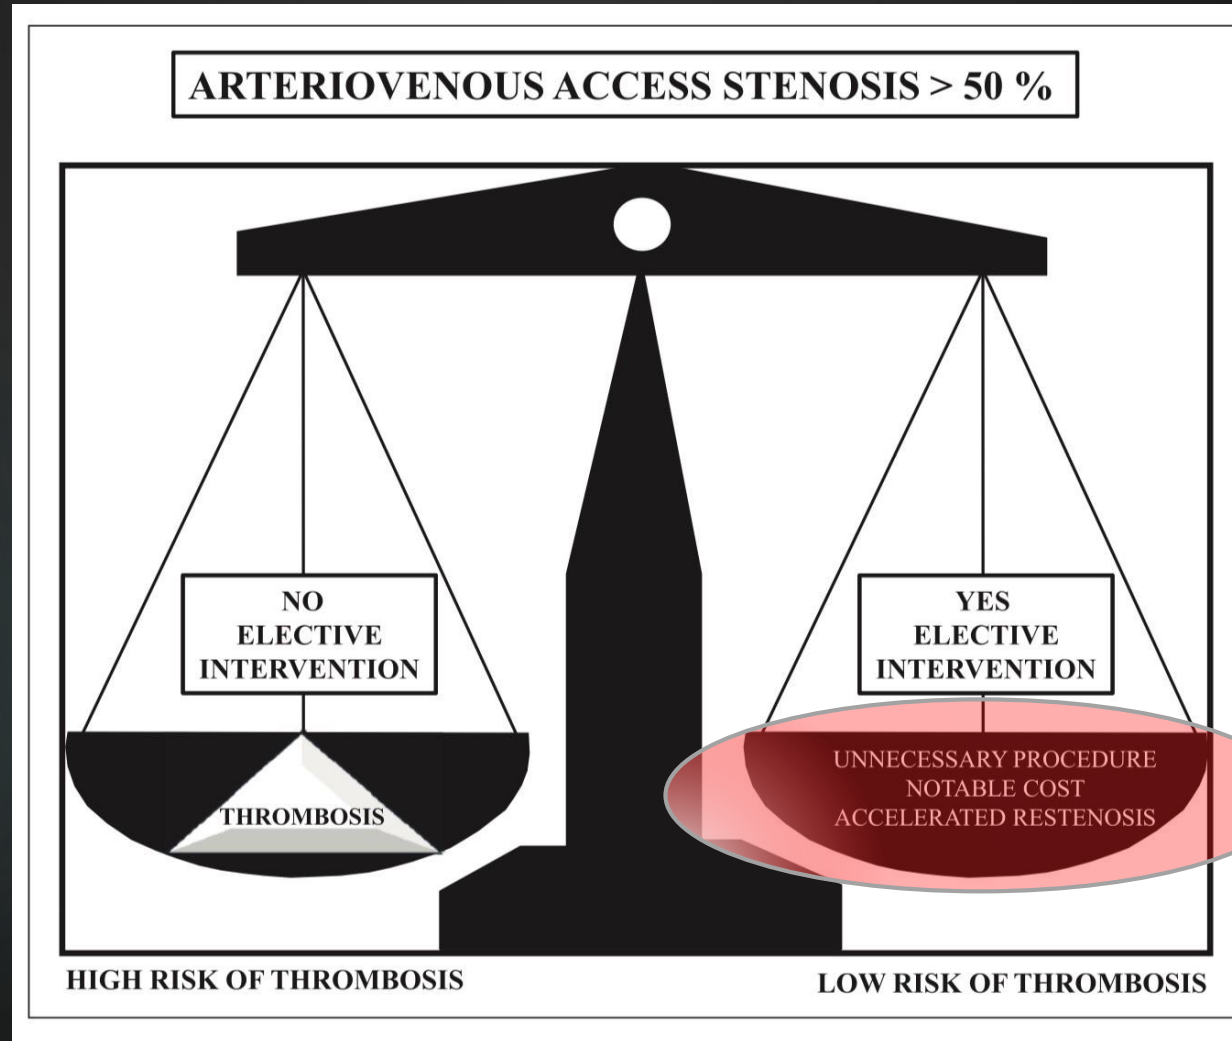 ARTERIOVENOUS ACCESS STENOSIS > 50 %
NO
ELECTIVE
INTERVENTION
THROMBOSIS
YES
ELECTIVE
INTERVENTION
UNNECESSARY PROCEDURE
NOTABLE COST
ACCELERATED RESTENOSIS
HIGH RISK OF THROMBOSIS
LOW RISK OF THROMBOSIS